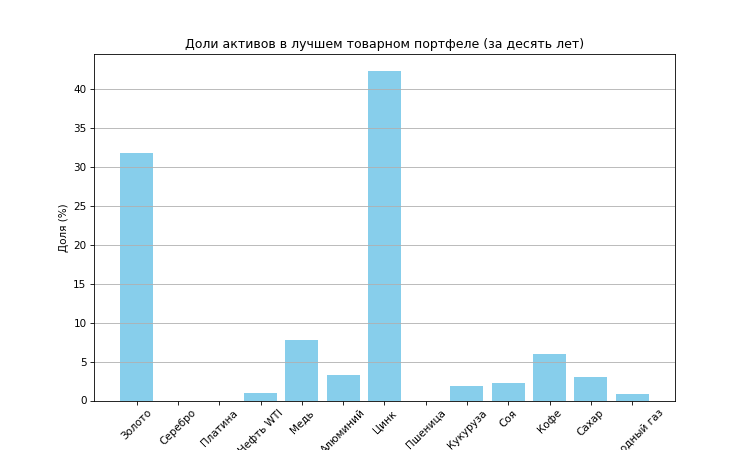 Доли активов в лучшем товарном портфеле (за десять лет)
Доля (%)
40
35
30
25
20
15
10
5
0
Золото
Серебро
Платина
Нефть WTI
Медь
Алюминий
Цинк
Пшеница
Кукуруза
Соя
Кофе
Сахар
одный газ